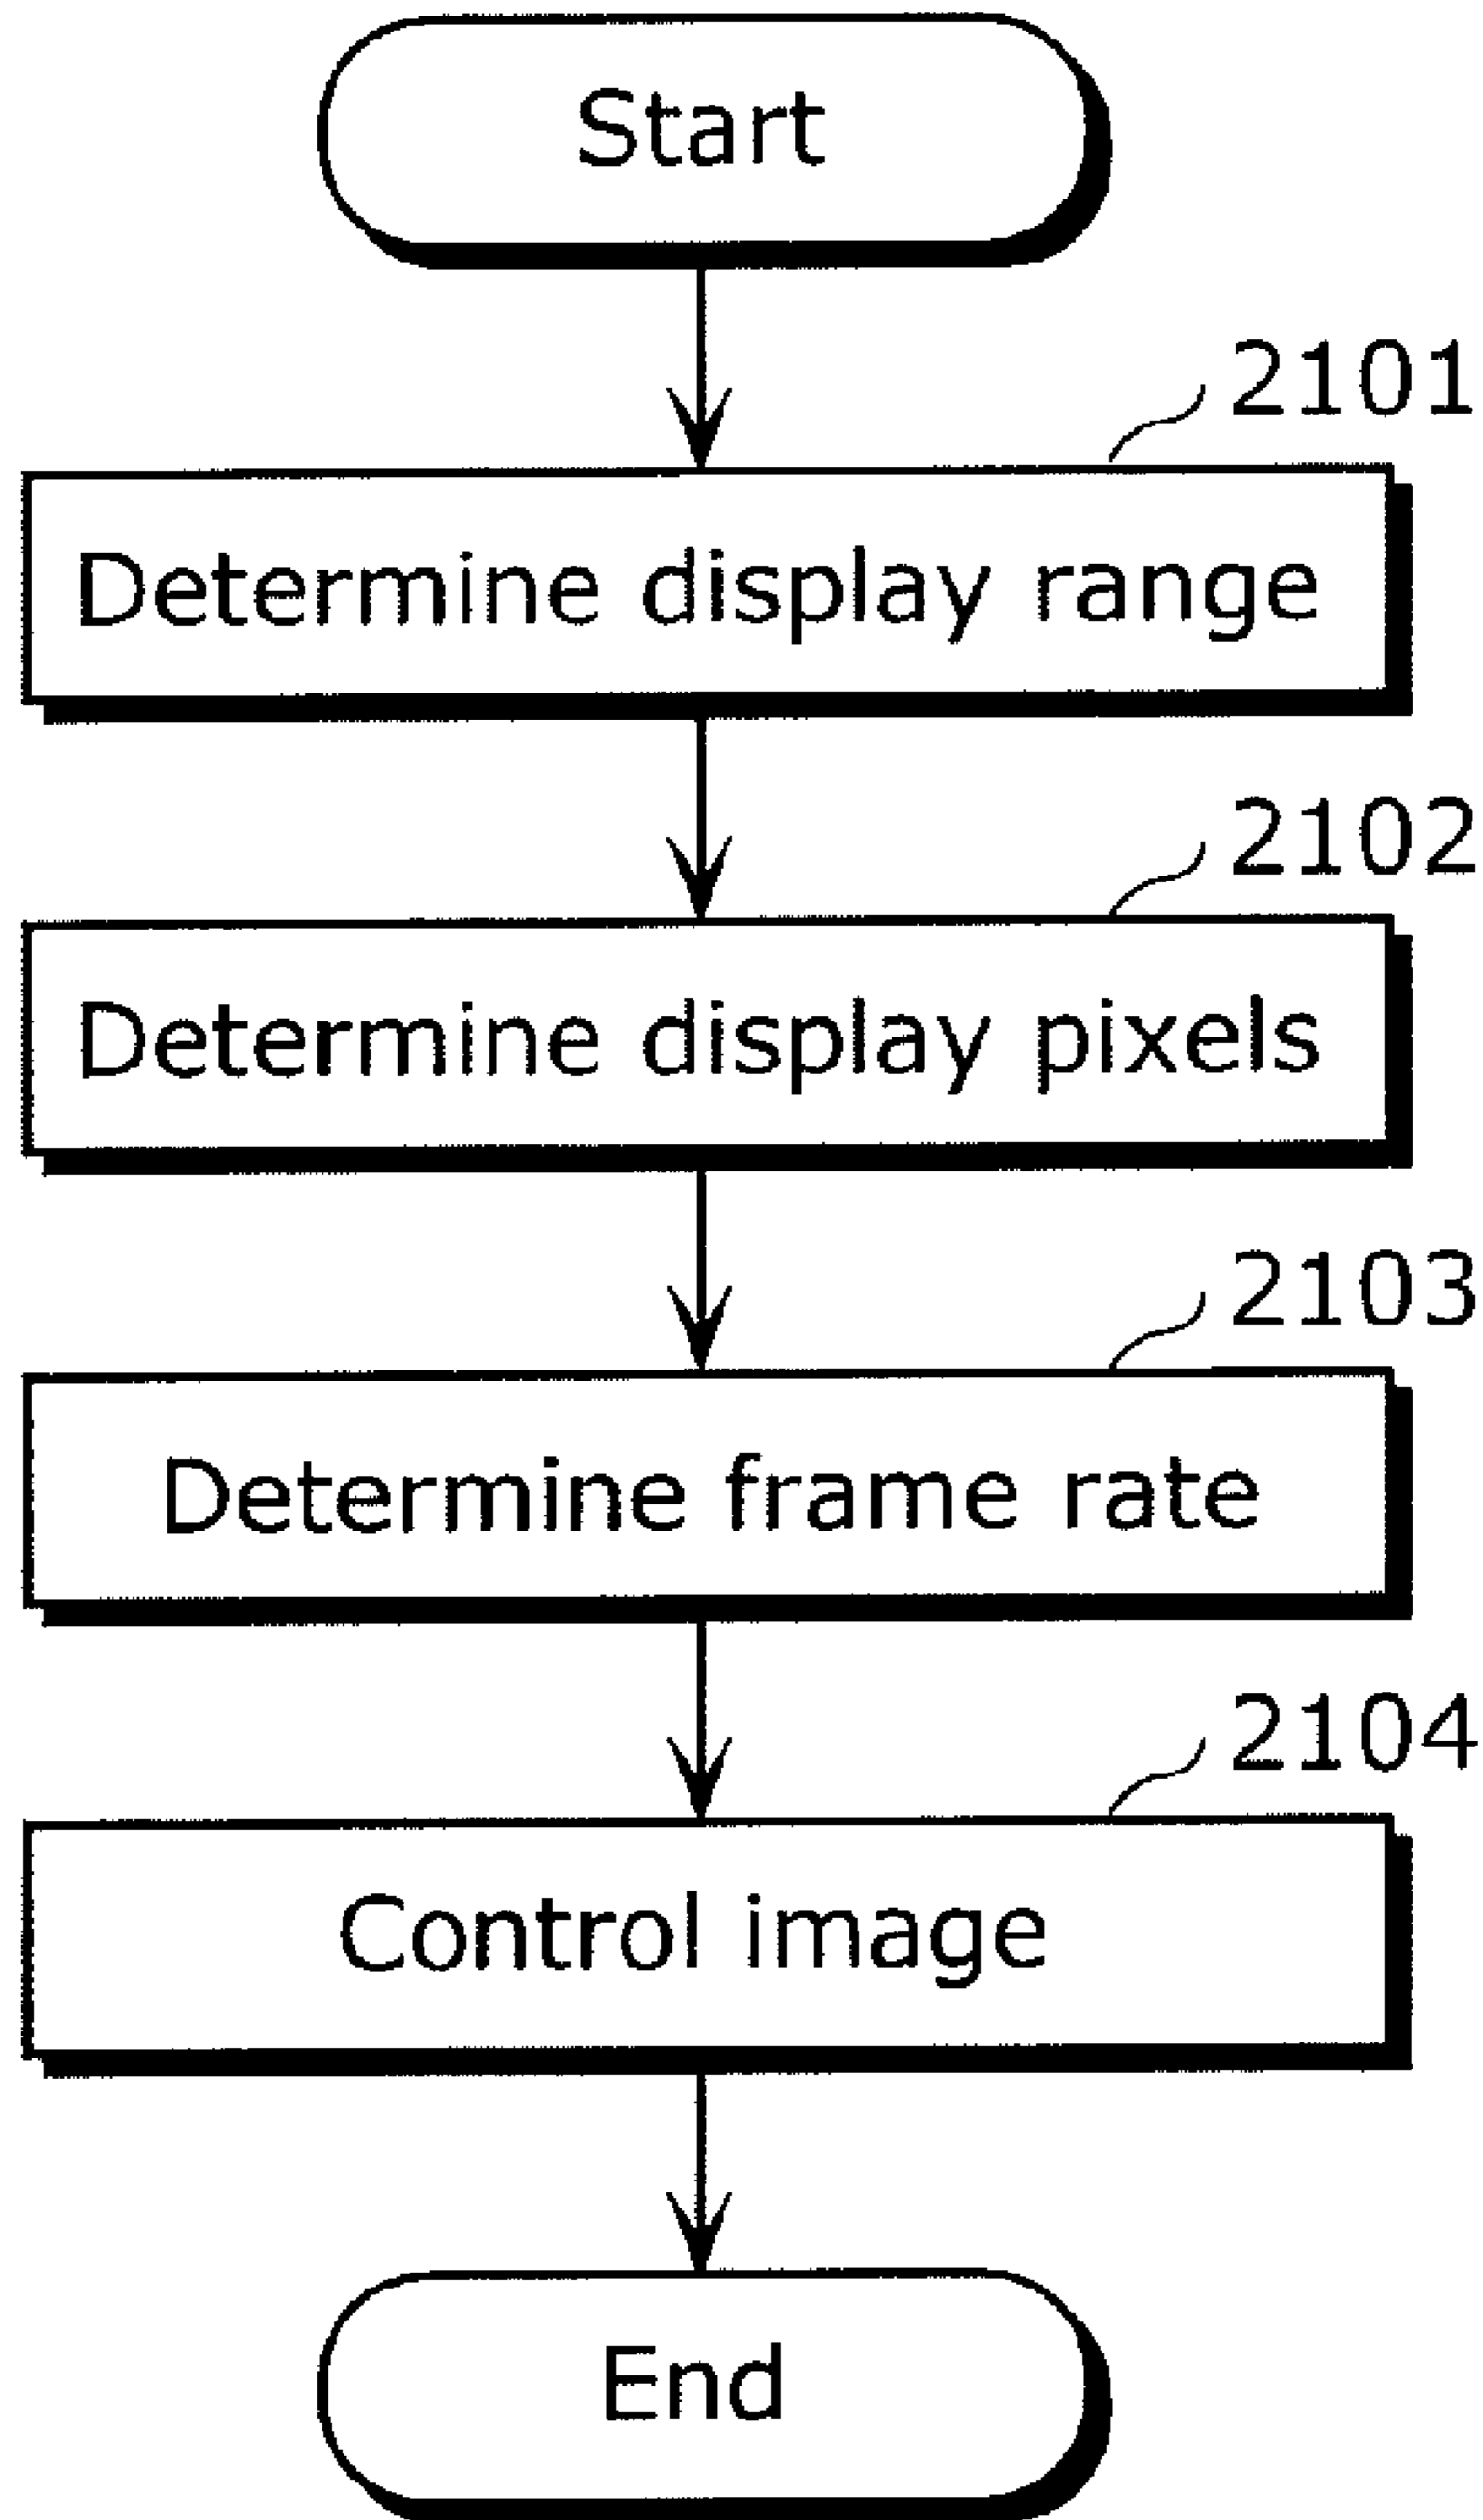 Start
2101
Determine display range
2102
Determine display pixels
2103
Determine frame rate
2104
Control image
End